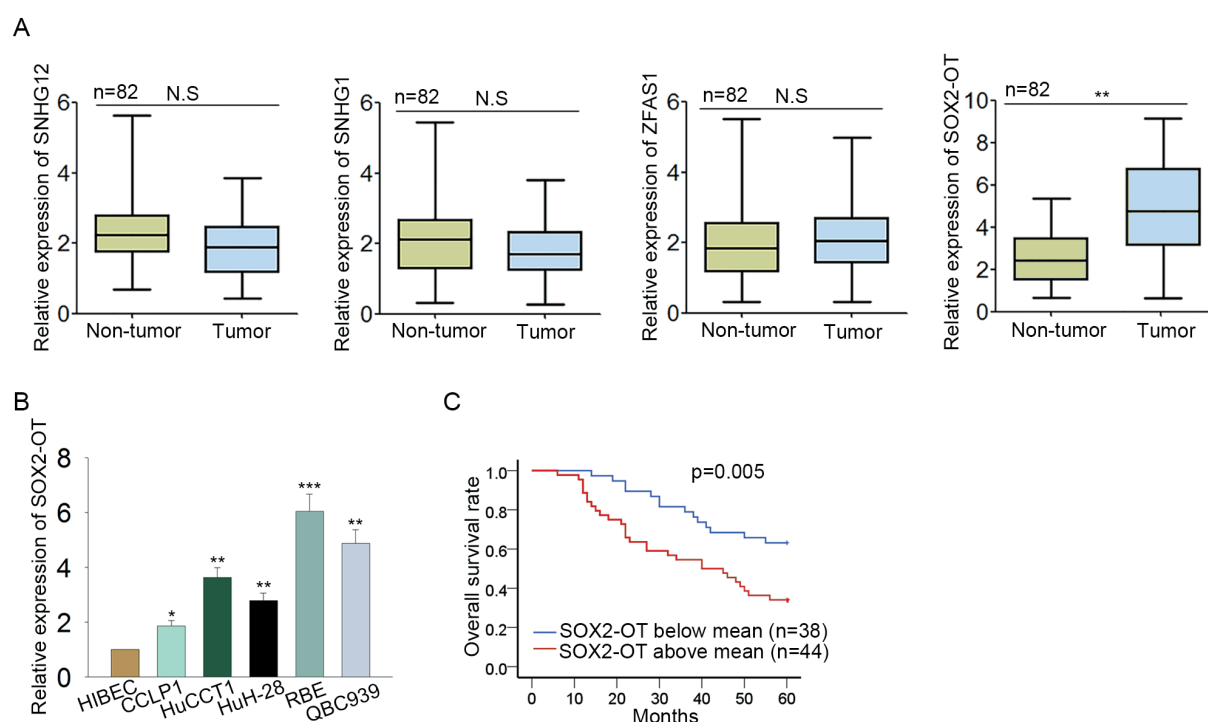 A
Relative expression of SNHG12
n=82
N.S
6
4
2
0
Non-tumor
Tumor
Relative expression of SNHG1
n=82
N.S
6
4
2
0
Non-tumor
Tumor
Relative expression of ZFAS1
n=82
N.S
6
4
2
0
Non-tumor
Tumor
Relative expression of SOX2-OT
n=82
**
10
8
6
4
2
0
Non-tumor
Tumor
B
Relative expression of SOX2-OT
8
6
4
2
0
*
**
**
***
**
HIBEC
CCLP1
HuCCT1
HuH-28
RBE
QBC939
C
Overall survival rate
p=0.005
1.0
0.8
0.6
0.4
0.2
0.0
SOX2-OT below mean (n=38)
SOX2-OT above mean (n=44)
0 10 20 30 40 50 60
Months